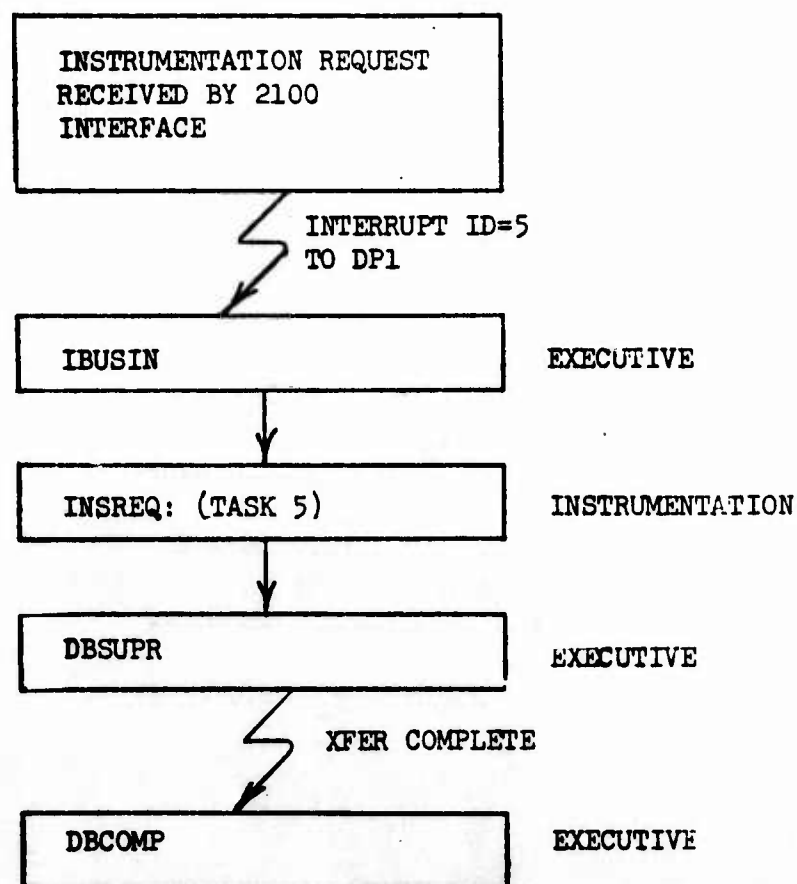 INSTRUMENTATION REQUEST
RECEIVED BY 2100
INTERFACE
INTERRUPT ID=5
TO DP1
IBUSIN
EXECUTIVE
INSREQ: (TASK 5)
INSTRUMENTATION
DBSUPR
EXECUTIVE
XFER COMPLETE
DBCOMP
EXECUTIVE